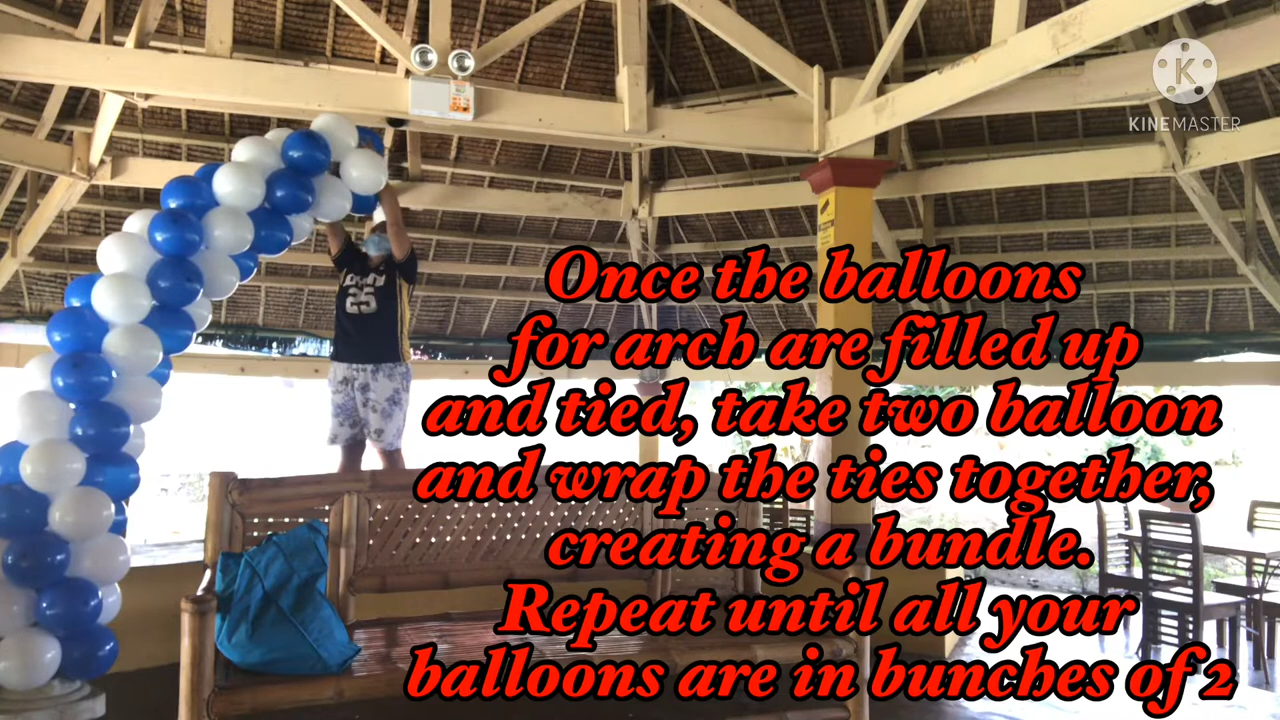 KINEMASTER
Once the balloons
for arch are filled up
and tied, take two balloon
and wrap the ties together,
creating a bundle.
Repeat until all your
balloons are in bunches of 2
25